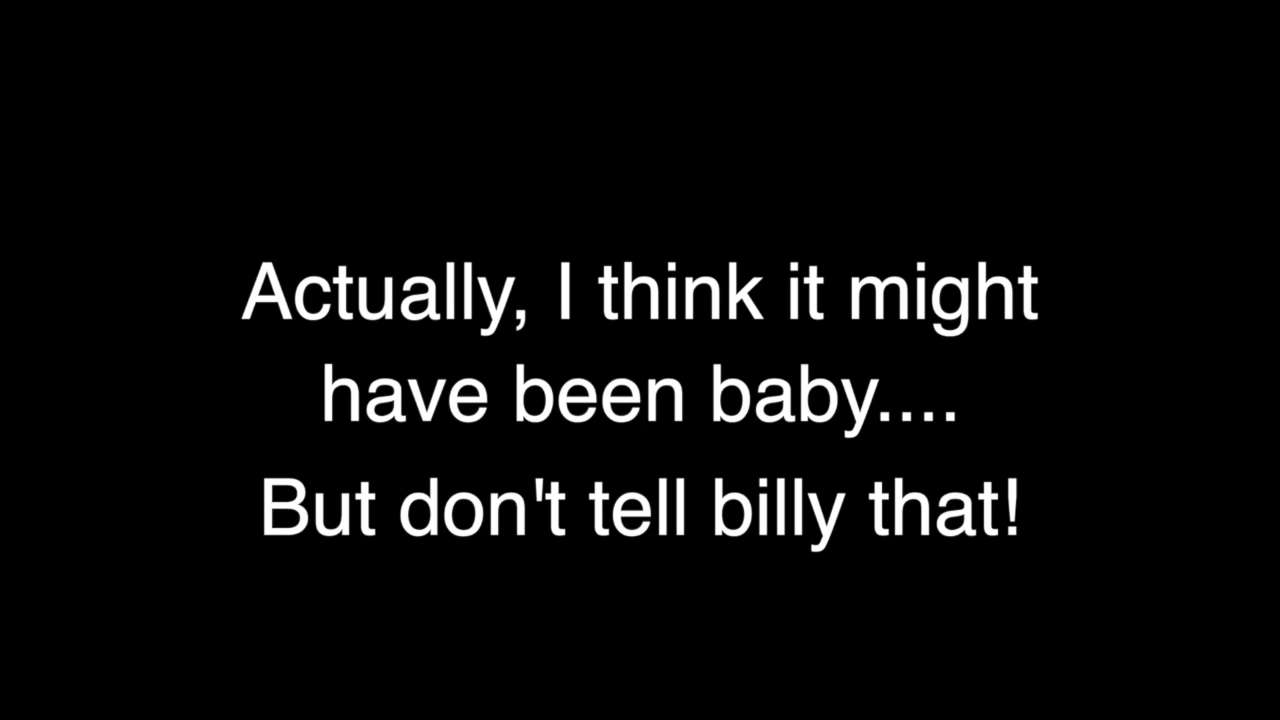 Actually, I think it might
have been baby....
But don't tell billy that!